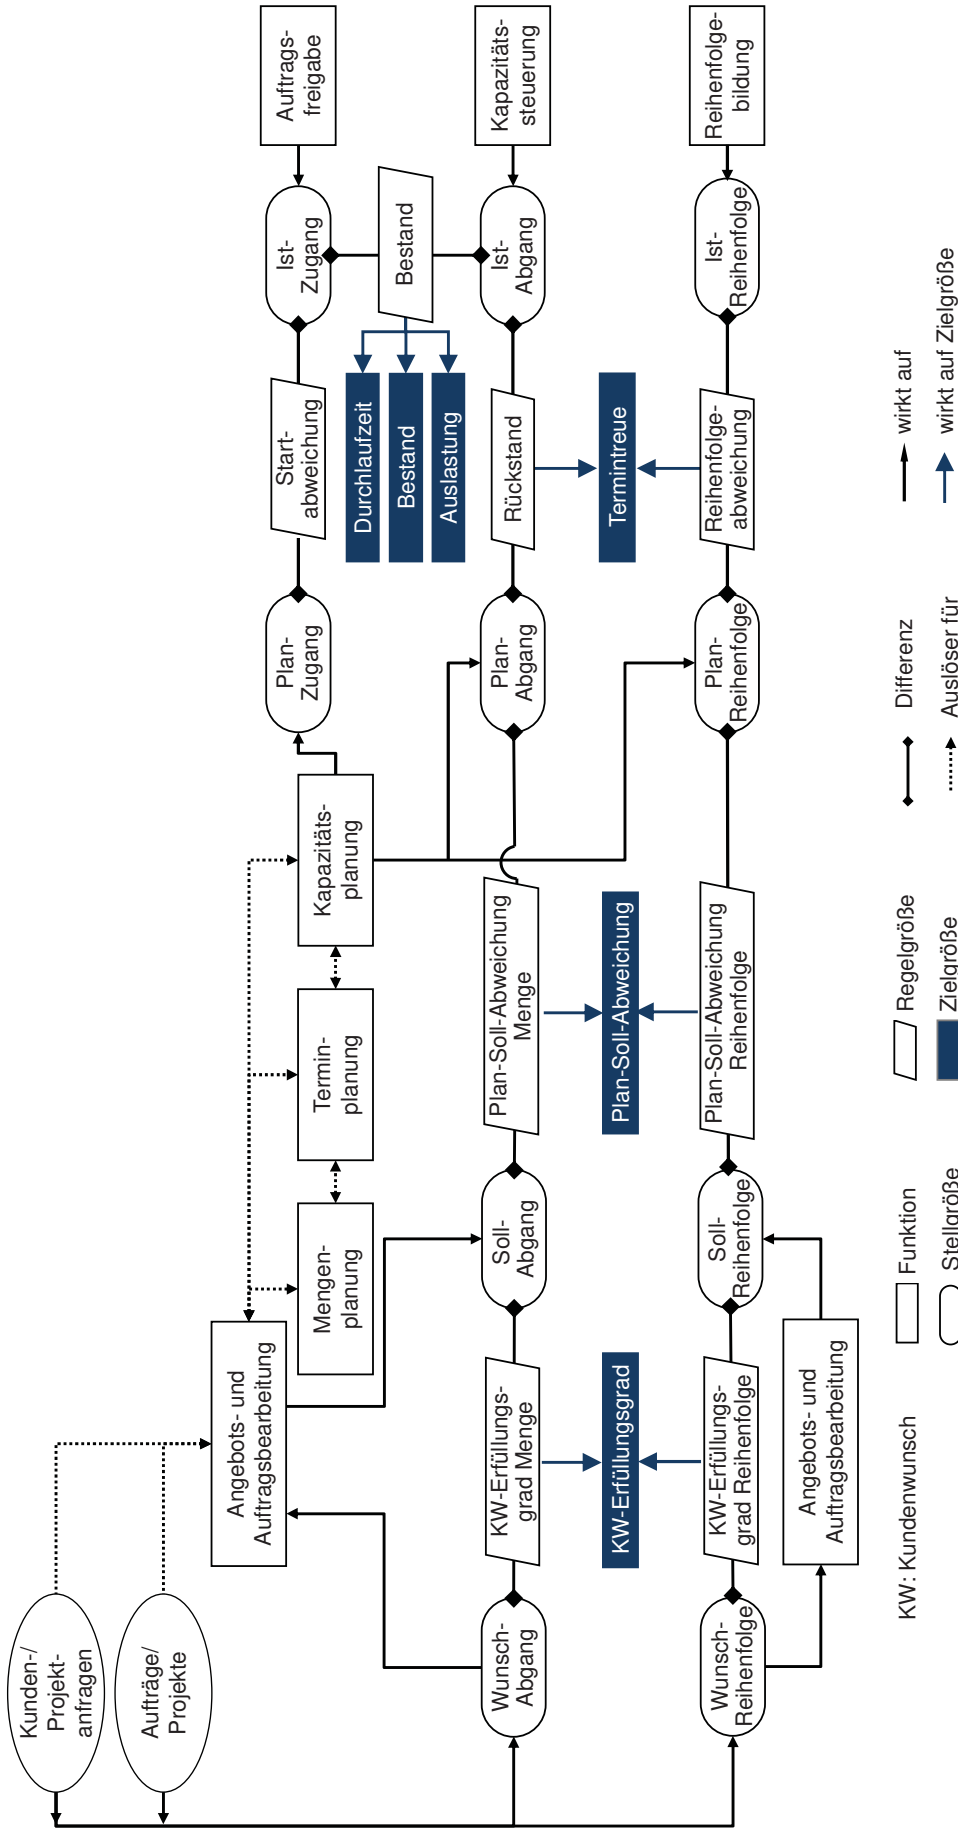 Kunden-/
Projekt-
anfragen
Aufträge/
Projekte
Angebots- und
Auftragsbearbeitung
Mengen-
planung
Termin-
planung
Kapazitäts-
planung
Plan-
Zugang
Start-
abweichung
Ist-
Zugang
Auftrags-
freigabe
Durchlaufzeit
Bestand
Auslastung
Bestand
Wunsch-
Abgang
KW-Erfüllungs-
grad Menge
Soll-
Abgang
Plan-Soll-Abweichung
Menge
Plan-
Abgang
Rückstand
Ist-
Abgang
Kapazitäts-
steuerung
KW-Erfüllungsgrad
Plan-Soll-Abweichung
Termintreue
Wunsch-
Reihenfolge
KW-Erfüllungs-
grad Reihenfolge
Soll-
Reihenfolge
Plan-Soll-Abweichung
Reihenfolge
Plan-
Reihenfolge
Reihenfolge-
abweichung
Ist-
Reihenfolge
Reihenfolge-
bildung
Angebots- und
Auftragsbearbeitung
KW: Kundenwunsch
Funktion
Regelgröße
Differenz
wirkt auf
Stellgröße
Zielgröße
Auslöser für
wirkt auf Zielgröße